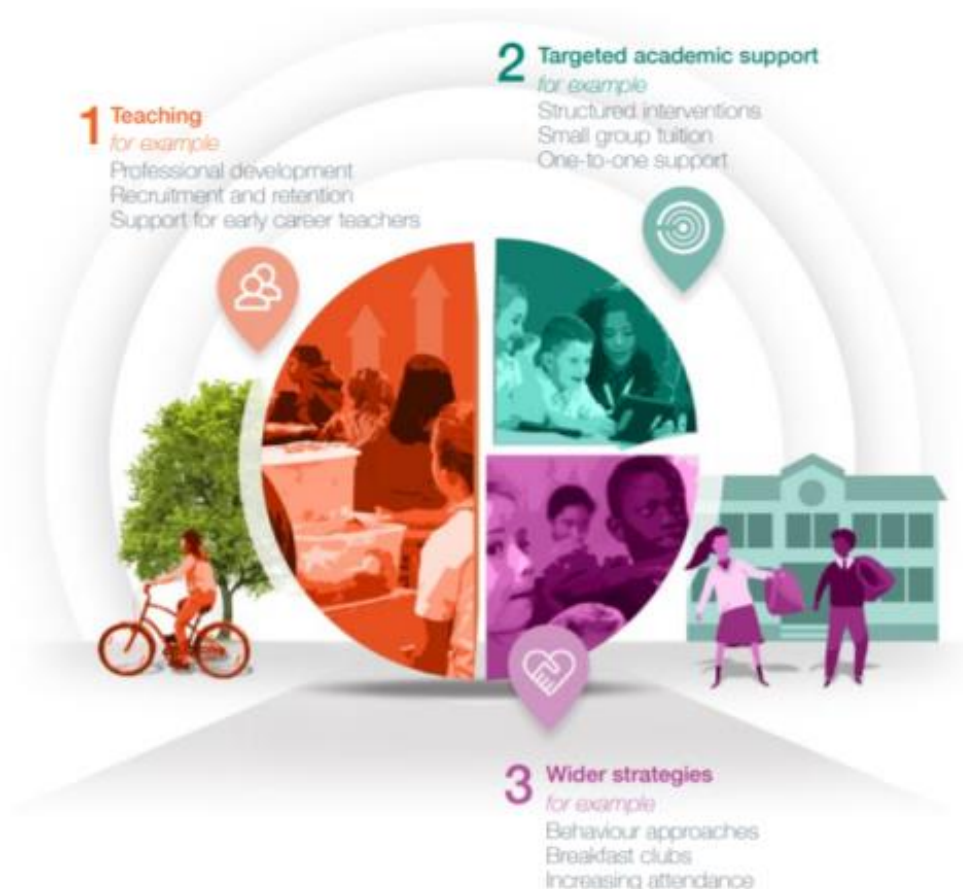 1 Teaching
for example
Professional development
Recruitment and retention
Support for early career teachers
2 Targeted academic support
for example
Structured interventions
Small group tuition
One-to-one support
3 Wider strategies
for example
Behaviour approaches
Breakfast clubs
Increasing attendance